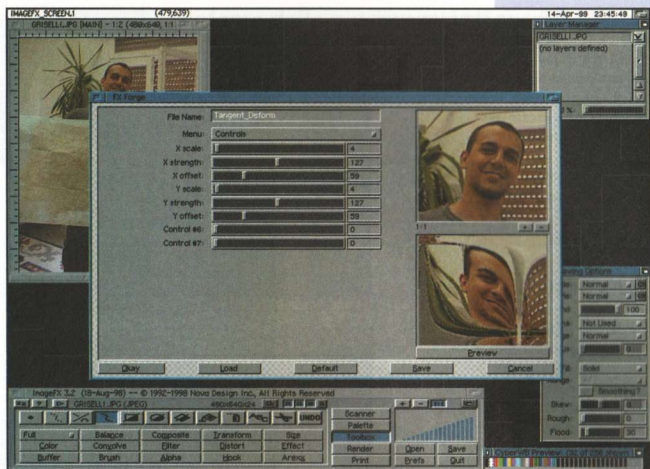 IMAGEFX_SCREEN.1 (479,639) 14-Apr-99 23:45:49
GRISELLI.JPG [MAIN] - 1:2 (480x640, 1:1
Layer Manager
GRISELLI.JPG
(no layers defined)
FX Forge
File Name: Tangent_Deform
Menu: Controls
X scale: 4
X strength: 127
X offset: 59
Y scale: 4
Y strength: 127
Y offset: 59
Control #6: 0
Control #7: 0
1:1
Preview
Okay Load Default Save Cancel
Options
Normal
Normal
100
Not Used
Normal
0
Solid
Smoothing?
Skew: 0
Rough: 0
Flood: 30
ImageFX 3.2 (18-Aug-98) -- © 1992-1998 Nova Design Inc., All Rights Reserved
GRISELLI.JPG (JPEG) 480x640x24
UNDO
Full Balance Composite Transform Size
Color Convolve Filter Distort Effect
Buffer Brush Alpha Hook Arexx
Scanner
Palette
Toolbox
Render Open Save
Print Prefs Quit